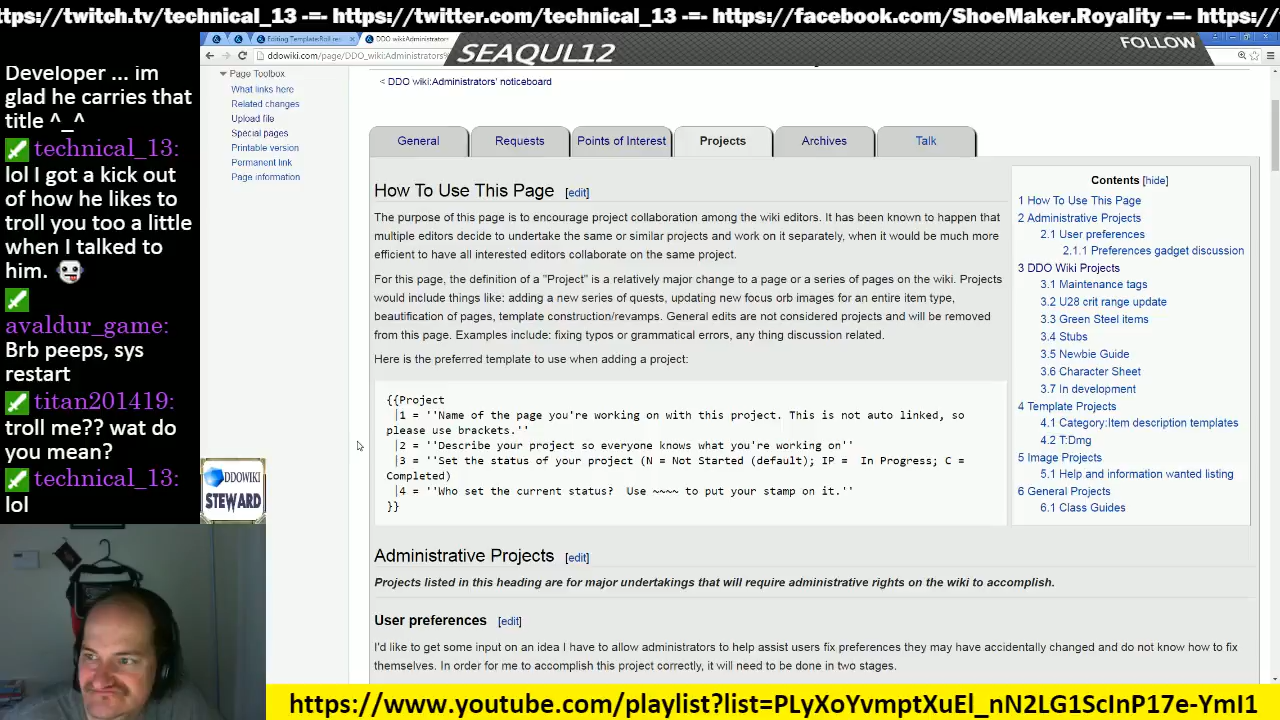 ttps://twitch.tv/technical_13 -=- https://twitter.com/technical_13 -=- https://facebook.com/ShoeMaker.Royality -=- https://
Developer ... im
glad he carries that
title ^_^
technical_13:
lol I got a kick out
of how he likes to
troll you too a little
when I talked to
him.
avaldur_game:
Brb peeps, sys
restart
titan201419:
troll me?? wat do
you mean?
technical_13:
lol
Editing Template:Roll res
DDO wiki:Administrators'
SEAQUL12
FOLLOW
ddowiki.com/page/DDO_wiki:Administrators%
Page Toolbox
What links here
Related changes
Upload file
Special pages
Printable version
Permanent link
Page information
DDOWIKI
STEWARD
< DDO wiki:Administrators' noticeboard
General
Requests
Points of Interest
Projects
Archives
Talk
How To Use This Page [edit]
The purpose of this page is to encourage project collaboration among the wiki editors. It has been known to happen that
multiple editors decide to undertake the same or similar projects and work on it separately, when it would be much more
efficient to have all interested editors collaborate on the same project.
For this page, the definition of a "Project" is a relatively major change to a page or a series of pages on the wiki. Projects
would include things like: adding a new series of quests, updating new focus orb images for an entire item type,
beautification of pages, template construction/revamps. General edits are not considered projects and will be removed
from this page. Examples include: fixing typos or grammatical errors, any thing discussion related.
Here is the preferred template to use when adding a project:
{{Project
|1 = ''Name of the page you're working on with this project. This is not auto linked, so
please use brackets.''
|2 = ''Describe your project so everyone knows what you're working on''
|3 = ''Set the status of your project (N = Not Started (default); IP =  In Progress; C =
Completed)
|4 = ''Who set the current status?  Use ~~~~ to put your stamp on it.''
}}
Contents [hide]
1 How To Use This Page
2 Administrative Projects
2.1 User preferences
2.1.1 Preferences gadget discussion
3 DDO Wiki Projects
3.1 Maintenance tags
3.2 U28 crit range update
3.3 Green Steel items
3.4 Stubs
3.5 Newbie Guide
3.6 Character Sheet
3.7 In development
4 Template Projects
4.1 Category:Item description templates
4.2 T:Dmg
5 Image Projects
5.1 Help and information wanted listing
6 General Projects
6.1 Class Guides
Administrative Projects [edit]
Projects listed in this heading are for major undertakings that will require administrative rights on the wiki to accomplish.
User preferences [edit]
I'd like to get some input on an idea I have to allow administrators to help assist users fix preferences they may have accidentally changed and do not know how to fix
themselves. In order for me to accomplish this project correctly, it will need to be done in two stages.
https://www.youtube.com/playlist?list=PLyXoYvmptXuEl_nN2LG1ScInP17e-YmI1